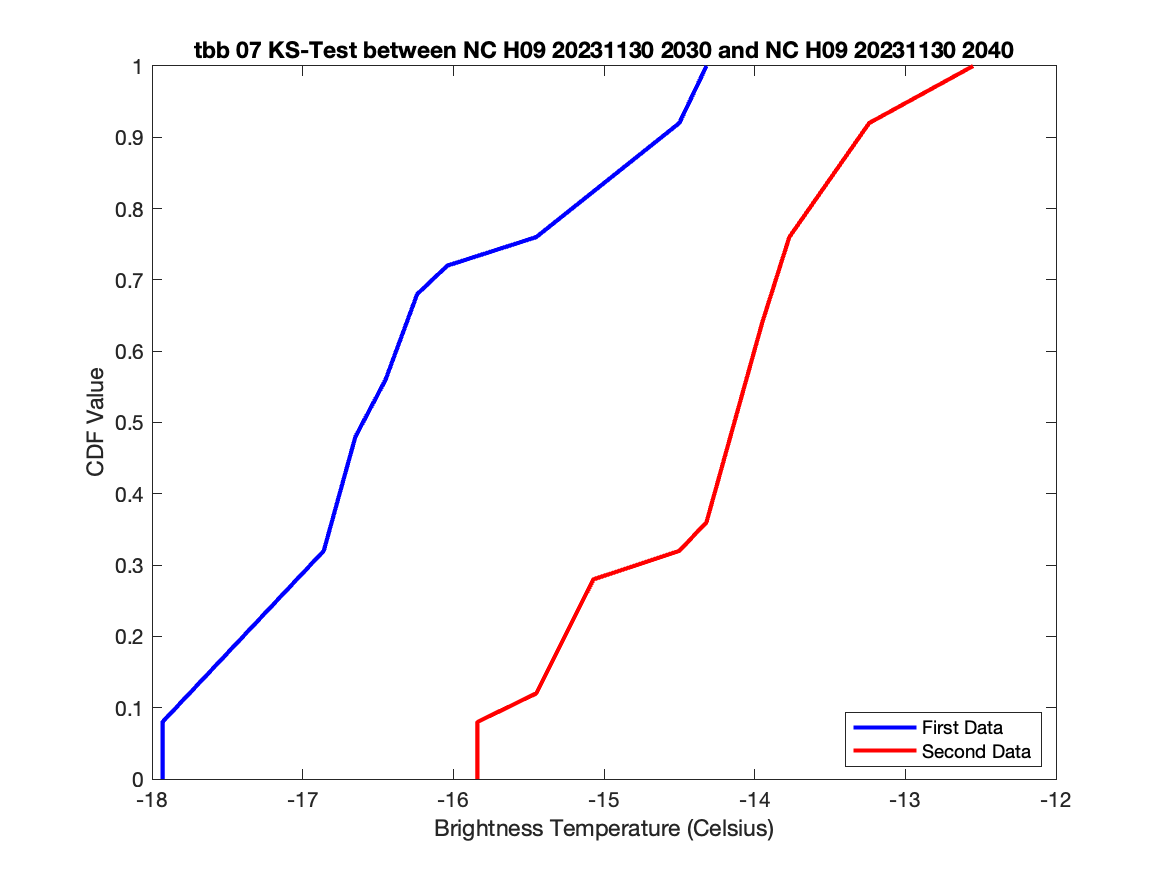 tbb 07 KS-Test between NC H09 20231130 2030 and NC H09 20231130 2040
1
0.9
0.8
0.7
0.6
0.5
0.4
0.3
0.2
0.1
0
CDF Value
First Data
Second Data
-18 -17 -16 -15 -14 -13 -12
Brightness Temperature (Celsius)